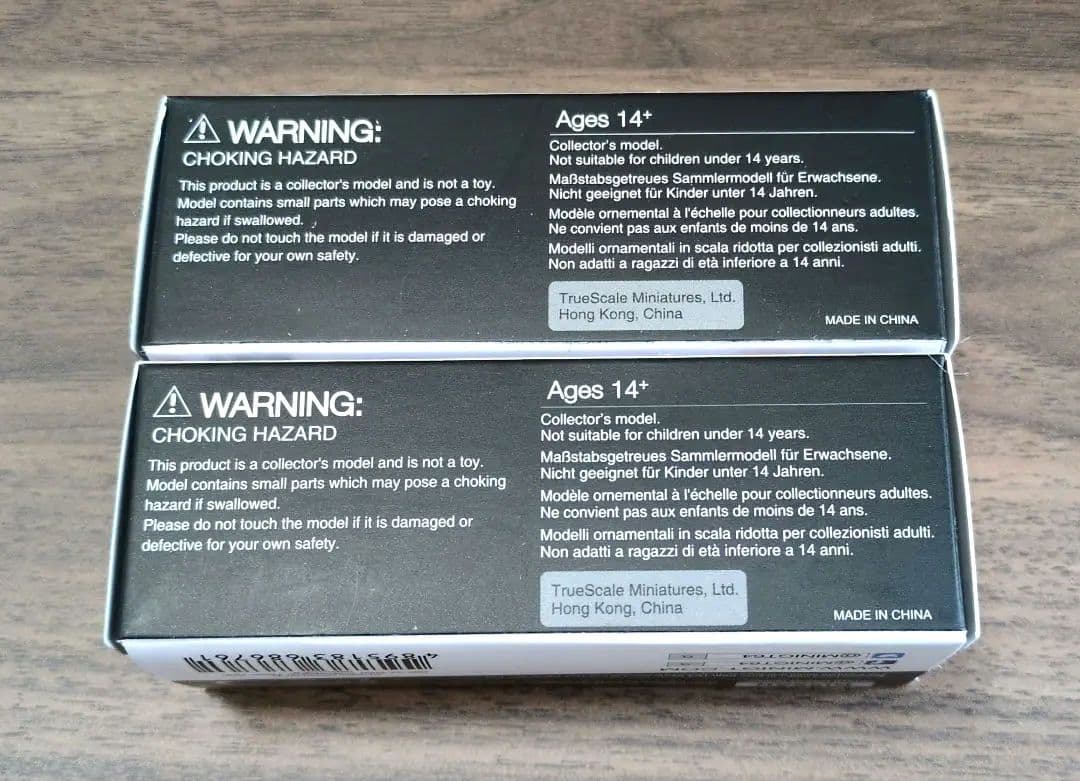 WARNING:
CHOKING HAZARD
This product is a collector's model and is not a toy.
Model contains small parts which may pose a choking
hazard if swallowed.
Please do not touch the model if it is damaged or
defective for your own safety.
Ages 14+
Collector's model.
Not suitable for children under 14 years.
Maßstabsgetreues Sammlermodell für Erwachsene.
Nicht geeignet für Kinder unter 14 Jahren.
Modèle ornemental à l'échelle pour collectionneurs adultes.
Ne convient pas aux enfants de moins de 14 ans.
Modelli ornamentali in scala ridotta per collezionisti adulti.
Non adatti a ragazzi di età inferiore a 14 anni.
TrueScale Miniatures, Ltd.
Hong Kong, China
MADE IN CHINA
WARNING:
CHOKING HAZARD
This product is a collector's model and is not a toy.
Model contains small parts which may pose a choking
hazard if swallowed.
Please do not touch the model if it is damaged or
defective for your own safety.
Ages 14+
Collector's model.
Not suitable for children under 14 years.
Maßstabsgetreues Sammlermodell für Erwachsene.
Nicht geeignet für Kinder unter 14 Jahren.
Modèle ornemental à l'échelle pour collectionneurs adultes.
Ne convient pas aux enfants de moins de 14 ans.
Modelli ornamentali in scala ridotta per collezionisti adulti.
Non adatti a ragazzi di età inferiore a 14 anni.
TrueScale Miniatures, Ltd.
Hong Kong, China
MADE IN CHINA
@MINIGT64